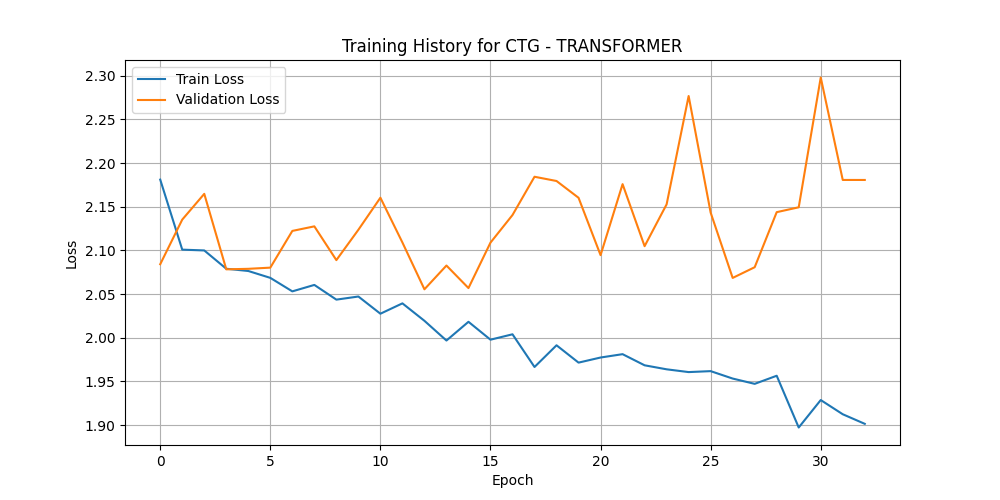 Training History for CTG - TRANSFORMER
Train Loss
Validation Loss
2.30
2.25
2.20
2.15
2.10
2.05
2.00
1.95
1.90
Loss
0 5 10 15 20 25 30
Epoch